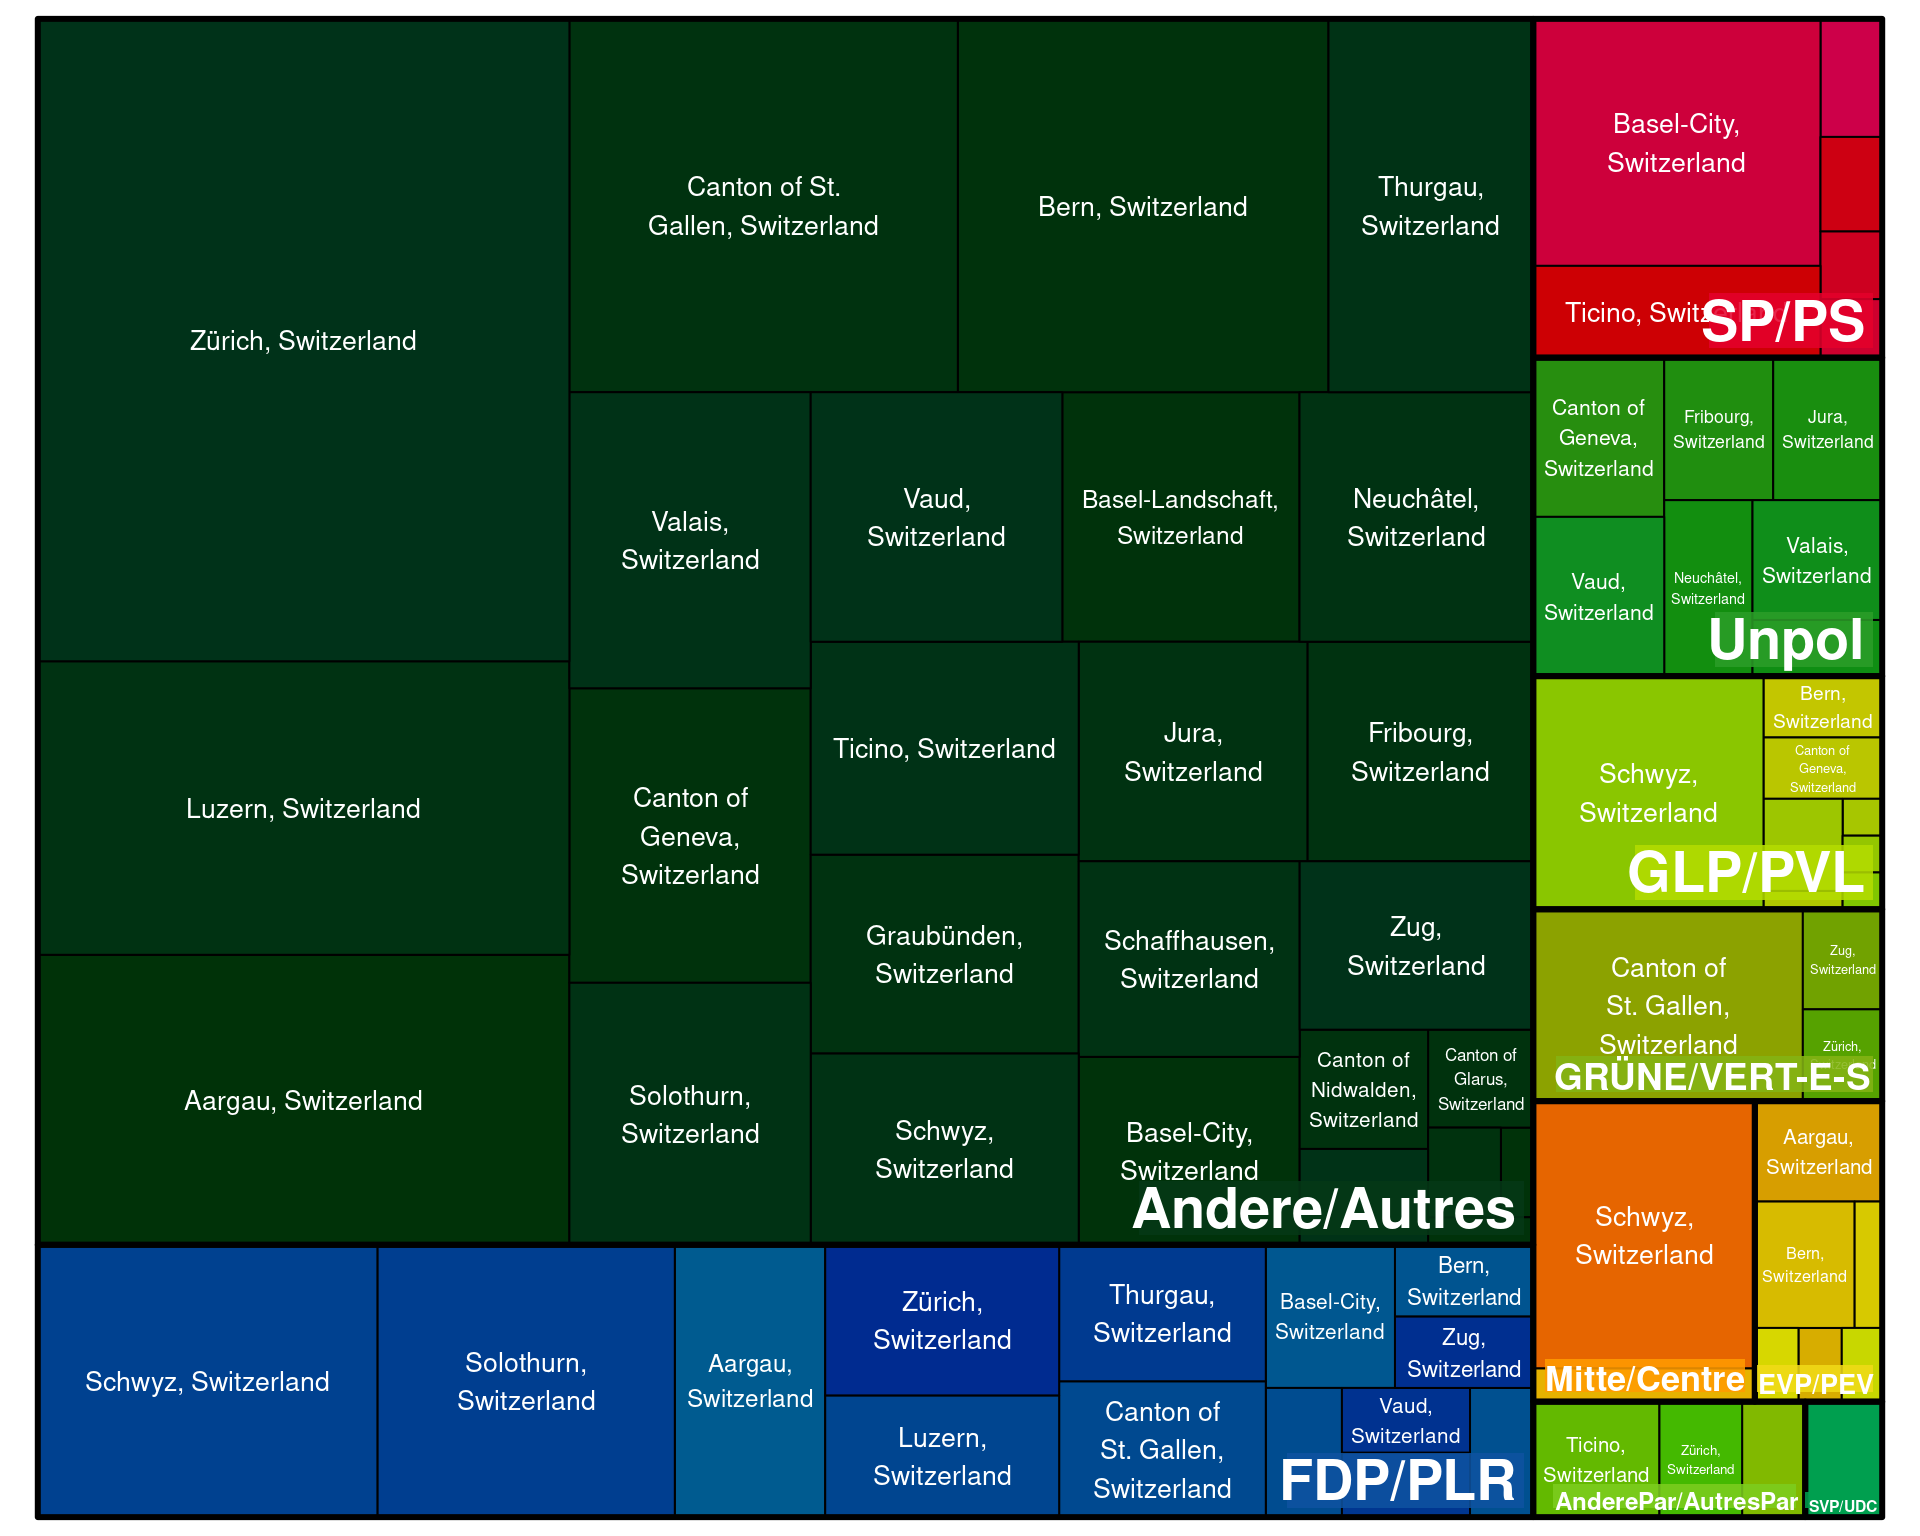 Zürich, Switzerland
Luzern, Switzerland
Aargau, Switzerland
Canton of St.
Gallen, Switzerland
Bern, Switzerland
Thurgau,
Switzerland
Valais,
Switzerland
Vaud,
Switzerland
Basel-Landschaft,
Switzerland
Neuchâtel,
Switzerland
Canton of
Geneva,
Switzerland
Ticino, Switzerland
Jura,
Switzerland
Fribourg,
Switzerland
Solothurn,
Switzerland
Graubünden,
Switzerland
Schaffhausen,
Switzerland
Zug,
Switzerland
Schwyz,
Switzerland
Basel-City,
Switzerland
Canton of
Nidwalden,
Switzerland
Canton of
Glarus,
Switzerland
Andere/Autres
Schwyz, Switzerland
Solothurn,
Switzerland
Aargau,
Switzerland
Zürich,
Switzerland
Luzern,
Switzerland
Thurgau,
Switzerland
Canton of
St. Gallen,
Switzerland
Basel-City,
Switzerland
Bern,
Switzerland
Zug,
Switzerland
Vaud,
Switzerland
FDP/PLR
Basel-City,
Switzerland
Ticino, Switzerland
SP/PS
Canton of
Geneva,
Switzerland
Fribourg,
Switzerland
Jura,
Switzerland
Vaud,
Switzerland
Neuchâtel,
Switzerland
Valais,
Switzerland
Unpol
Schwyz,
Switzerland
Bern,
Switzerland
Canton of
Geneva,
Switzerland
GLP/PVL
Canton of
St. Gallen,
Switzerland
Zug,
Switzerland
Zürich,
Switzerland
GRÜNE/VERT-E-S
Schwyz,
Switzerland
Mitte/Centre
Aargau,
Switzerland
Bern,
Switzerland
EVP/PEV
Ticino,
Switzerland
Zürich,
Switzerland
AnderePar/AutresPar
SVP/UDC